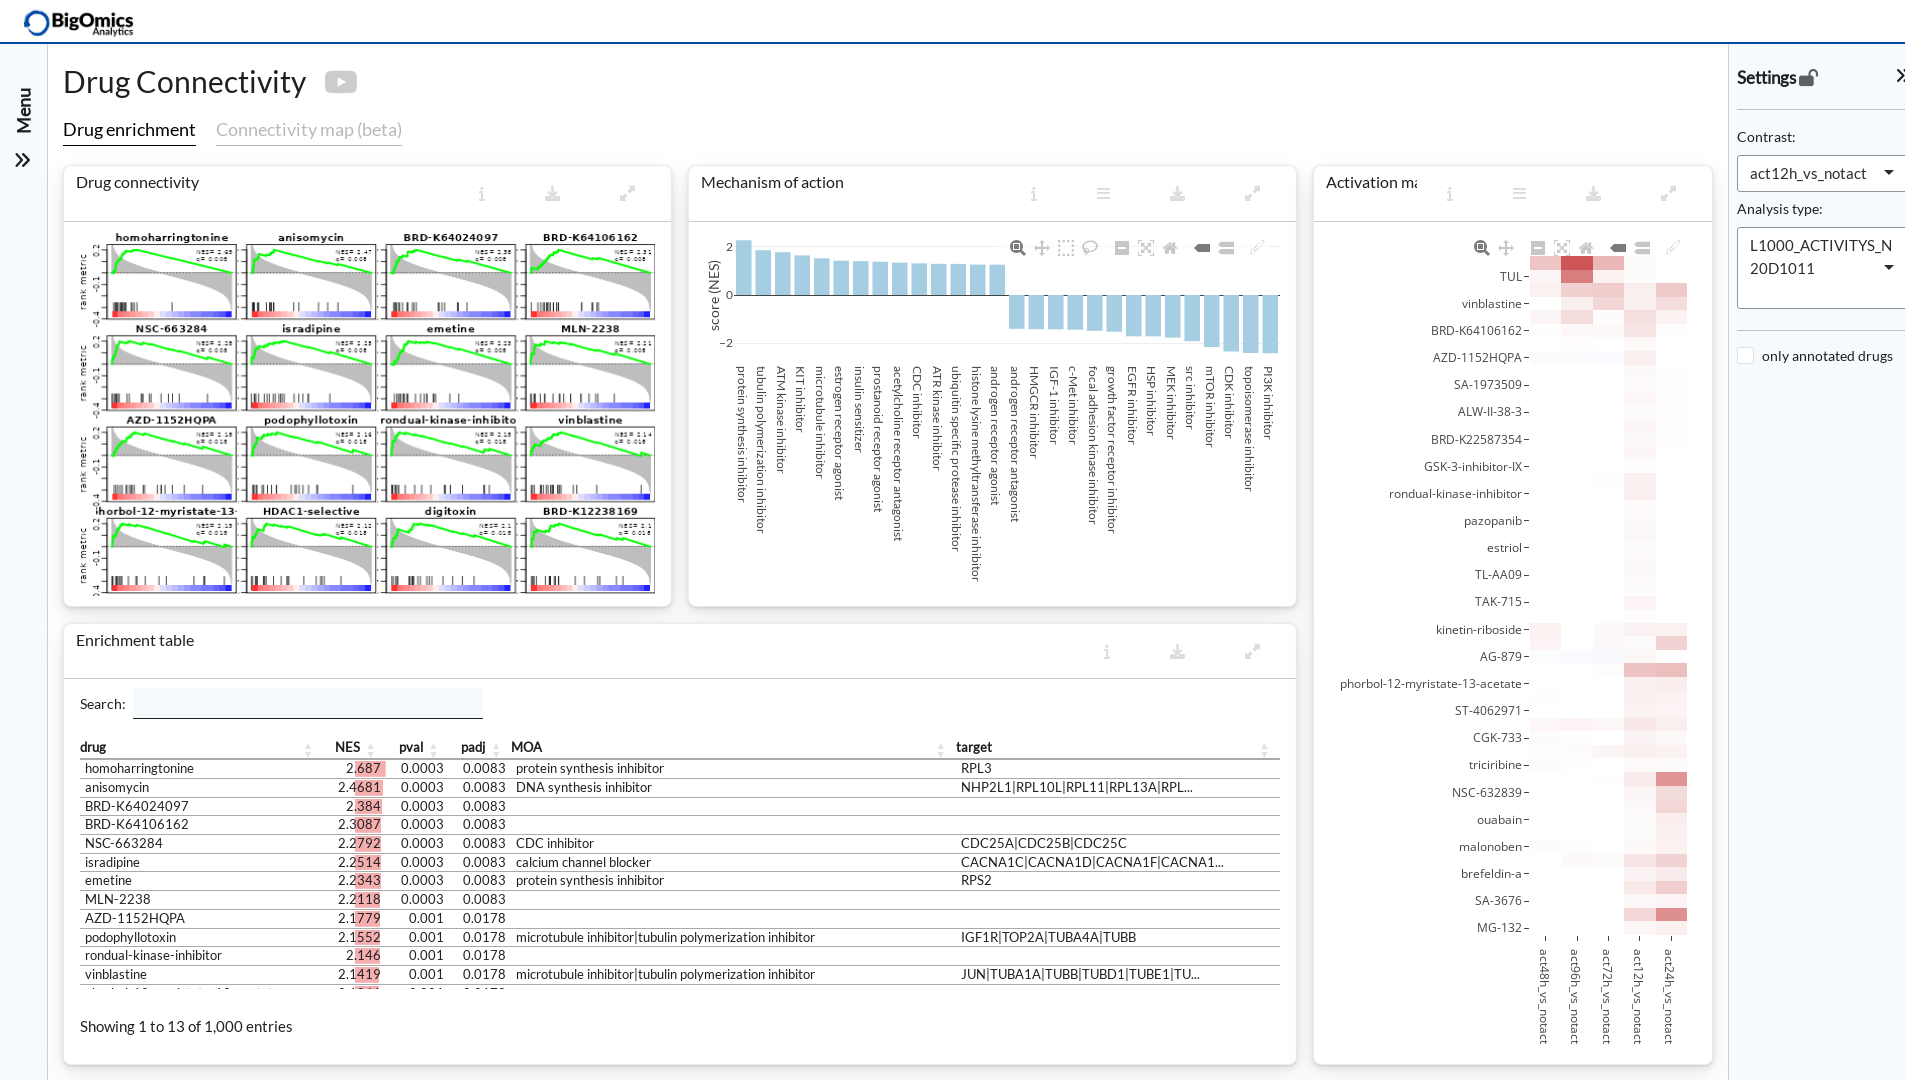 BigOmics
Analytics
Menu
Drug Connectivity
Drug enrichment
Connectivity map (beta)
Drug connectivity
homoharringtonine
anisomycin
BRD-K64024097
BRD-K64106162
NSC-663284
isradipine
emetine
MLN-2238
AZD-1152HQPA
podophyllotoxin
rondual-kinase-inhibito
vinblastine
horbol-12-myristate-13-
HDAC1-selective
digitoxin
BRD-K12238169
rank metric
rank metric
rank metric
rank metric
Mechanism of action
score (NES)
2
0
−2
protein synthesis inhibitor
tubulin polymerization inhibitor
ATM kinase inhibitor
KIT inhibitor
microtubule inhibitor
estrogen receptor agonist
insulin sensitizer
prostanoid receptor agonist
acetylcholine receptor antagonist
CDC inhibitor
ATR kinase inhibitor
ubiquitin specific protease inhibitor
histone lysine methyltransferase inhibitor
androgen receptor agonist
androgen receptor antagonist
HMGCR inhibitor
IGF-1 inhibitor
c-Met inhibitor
focal adhesion kinase inhibitor
growth factor receptor inhibitor
EGFR inhibitor
HSP inhibitor
MEK inhibitor
src inhibitor
mTOR inhibitor
CDK inhibitor
topoisomerase inhibitor
PI3K inhibitor
Activation ma
TUL
vinblastine
BRD-K64106162
AZD-1152HQPA
SA-1973509
ALW-II-38-3
BRD-K22587354
GSK-3-inhibitor-IX
rondual-kinase-inhibitor
pazopanib
estriol
TL-AA09
TAK-715
kinetin-riboside
AG-879
phorbol-12-myristate-13-acetate
ST-4062971
CGK-733
triciribine
NSC-632839
ouabain
malonoben
brefeldin-a
SA-3676
MG-132
act48h_vs_notact
act96h_vs_notact
act72h_vs_notact
act12h_vs_notact
act24h_vs_notact
Enrichment table
Search:
drug NES pval padj MOA target
homoharringtonine 2.687 0.0003 0.0083 protein synthesis inhibitor RPL3
anisomycin 2.4681 0.0003 0.0083 DNA synthesis inhibitor NHP2L1|RPL10L|RPL11|RPL13A|RPL...
BRD-K64024097 2.384 0.0003 0.0083
BRD-K64106162 2.3087 0.0003 0.0083
NSC-663284 2.2792 0.0003 0.0083 CDC inhibitor CDC25A|CDC25B|CDC25C
isradipine 2.2514 0.0003 0.0083 calcium channel blocker CACNA1C|CACNA1D|CACNA1F|CACNA1...
emetine 2.2343 0.0003 0.0083 protein synthesis inhibitor RPS2
MLN-2238 2.2118 0.0003 0.0083
AZD-1152HQPA 2.1779 0.001 0.0178
podophyllotoxin 2.1552 0.001 0.0178 microtubule inhibitor|tubulin polymerization inhibitor IGF1R|TOP2A|TUBA4A|TUBB
rondual-kinase-inhibitor 2.146 0.001 0.0178
vinblastine 2.1419 0.001 0.0178 microtubule inhibitor|tubulin polymerization inhibitor JUN|TUBA1A|TUBB|TUBD1|TUBE1|TU...
Showing 1 to 13 of 1,000 entries
Settings
Contrast:
act12h_vs_notact
Analysis type:
L1000_ACTIVITYS_N
20D1011
only annotated drugs